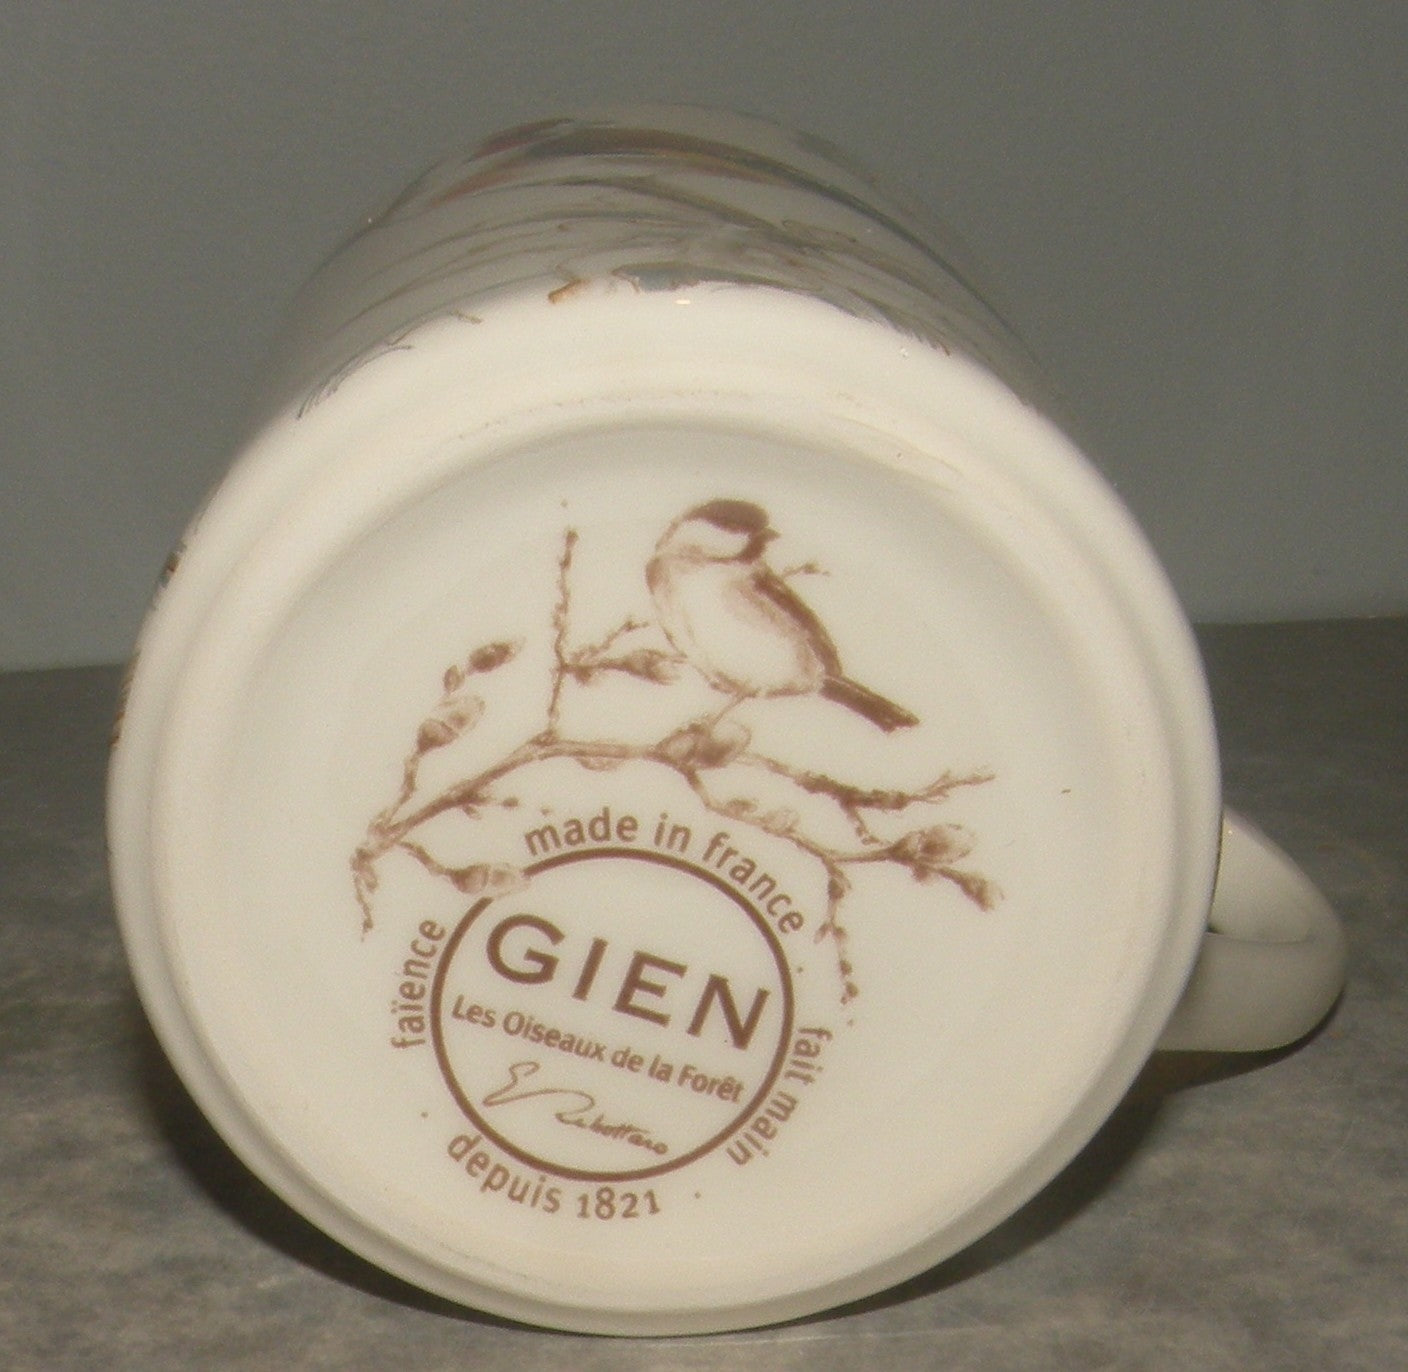 made in france
GIEN
Les Oiseaux de la Forêt
faïence
fait main
depuis 1821